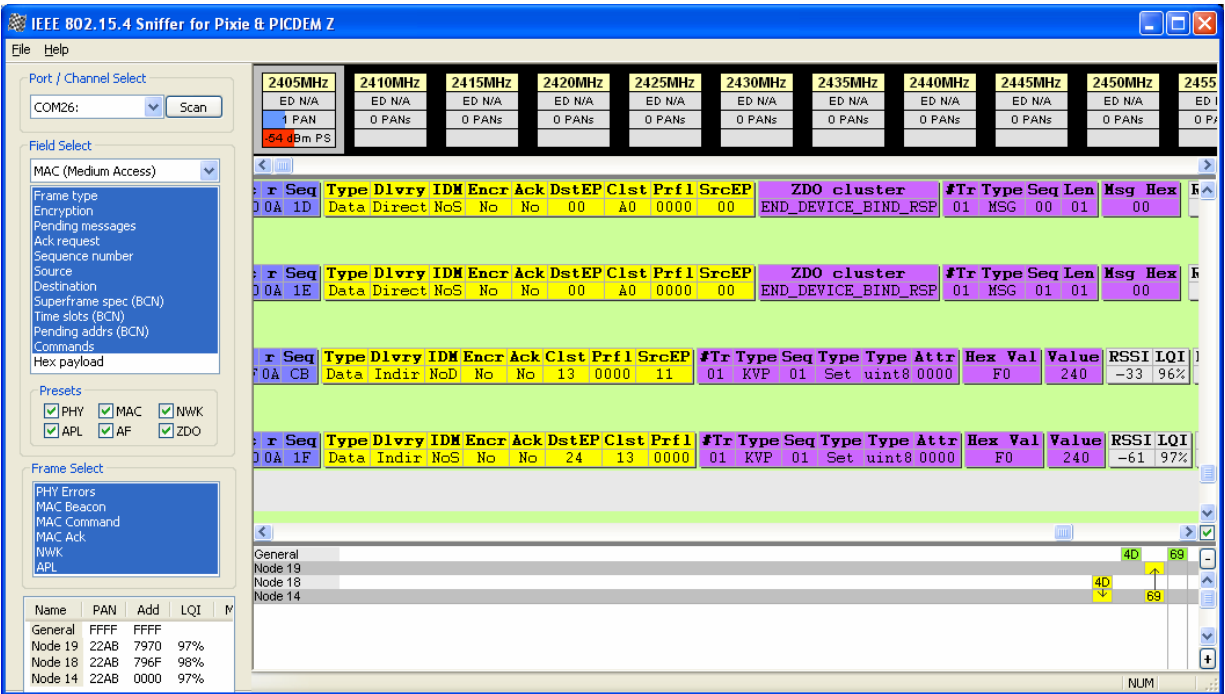 IEEE 802.15.4 Sniffer for Pixie & PICDEM Z
File Help
Port / Channel Select
COM26: Scan
Field Select
MAC (Medium Access)
Frame type
Encryption
Pending messages
Ack request
Sequence number
Source
Destination
Superframe spec (BCN)
Time slots (BCN)
Pending addrs (BCN)
Commands
Hex payload
Presets
PHY MAC NWK
APL AF ZDO
Frame Select
PHY Errors
MAC Beacon
MAC Command
MAC Ack
NWK
APL
Name PAN Add LQI
General FFFF FFFF
Node 19 22AB 7970 97%
Node 18 22AB 796F 98%
Node 14 22AB 0000 97%
2405MHz 2410MHz 2415MHz 2420MHz 2425MHz 2430MHz 2435MHz 2440MHz 2445MHz 2450MHz 2455
ED N/A ED N/A ED N/A ED N/A ED N/A ED N/A ED N/A ED N/A ED N/A ED N/A ED
1 PAN 0 PANs 0 PANs 0 PANs 0 PANs 0 PANs 0 PANs 0 PANs 0 PANs 0 PANs 0
-54 dBm PS
r Seq Type Dlvry IDM Encr Ack DstEP Clst Prfl SrcEP ZDO cluster #Tr Type Seq Len Msg Hex
0A 1D Data Direct NoS No No 00 A0 0000 00 END_DEVICE_BIND_RSP 01 MSG 00 01 00
r Seq Type Dlvry IDM Encr Ack DstEP Clst Prfl SrcEP ZDO cluster #Tr Type Seq Len Msg Hex
0A 1E Data Direct NoS No No 00 A0 0000 00 END_DEVICE_BIND_RSP 01 MSG 01 01 00
r Seq Type Dlvry IDM Encr Ack Clst Prfl SrcEP #Tr Type Seq Type Type Attr Hex Val Value RSSI LQI
0A CB Data Indir NoD No No 13 0000 11 01 KVP 01 Set uint8 0000 F0 240 -33 96%
r Seq Type Dlvry IDM Encr Ack DstEP Clst Prfl #Tr Type Seq Type Type Attr Hex Val Value RSSI LQI
0A 1F Data Indir NoS No No 24 13 0000 01 KVP 01 Set uint8 0000 F0 240 -61 97%
General 4D 69
Node 19
Node 18 4D
Node 14 69
NUM